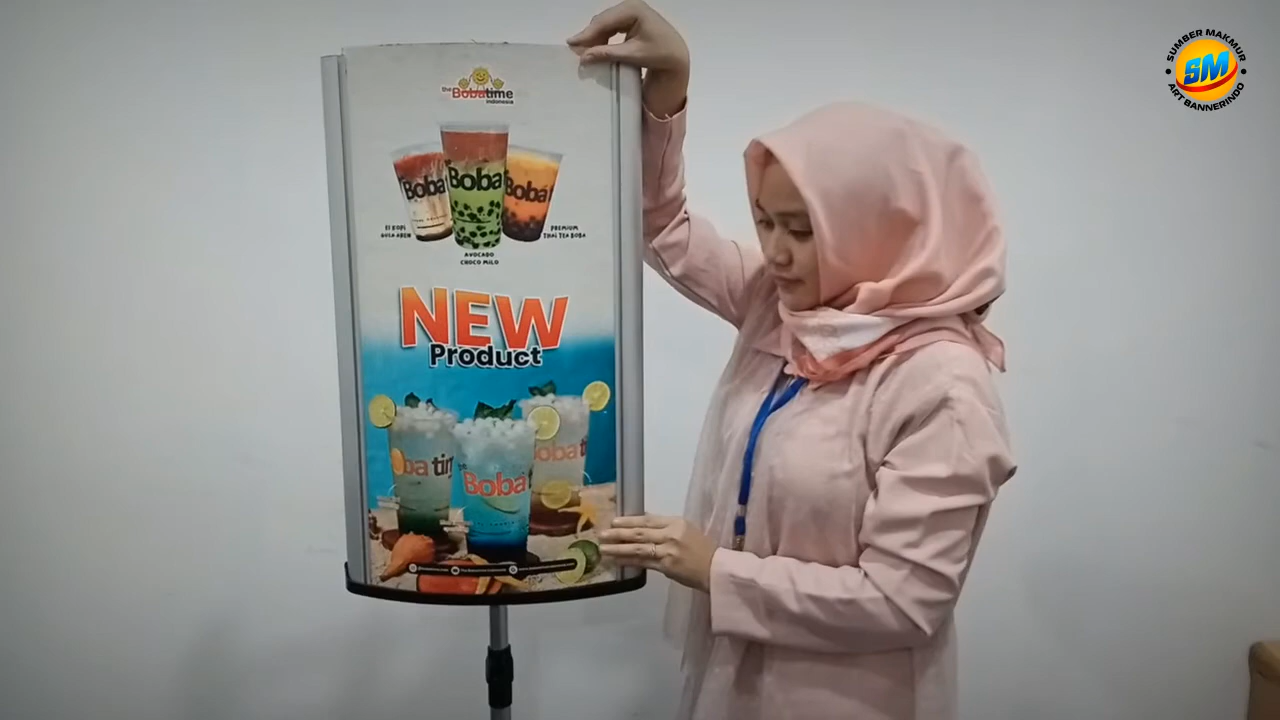 SUMBER MAKMUR
SM
ART BANNERINDO
the Bobatime
indonesia
Boba
Boba
Boba
ES KOPI
GULA AREN
PREMIUM
THAI TEA BOBA
AVOCADO
CHOCO MILO
NEW
Product
Boba